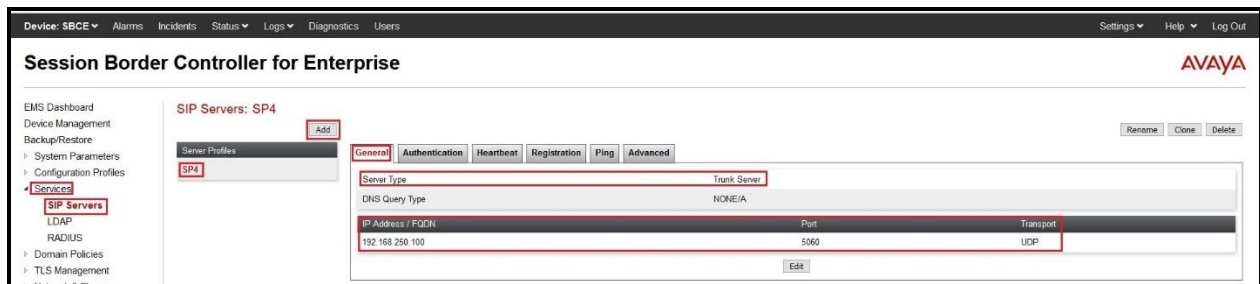 Device: SBCE Alarms Incidents Status Logs Diagnostics Users Settings Help Log Out
Session Border Controller for Enterprise AVAYA
EMS Dashboard
Device Management
Backup/Restore
System Parameters
Configuration Profiles
Services
SIP Servers
LDAP
RADIUS
Domain Policies
TLS Management
SIP Servers: SP4
Add
Rename Clone Delete
Server Profiles
SP4
General Authentication Heartbeat Registration Ping Advanced
Server Type Trunk Server
DNS Query Type NONE/A
IP Address / FQDN Port Transport
192.168.250.100 5060 UDP
Edit